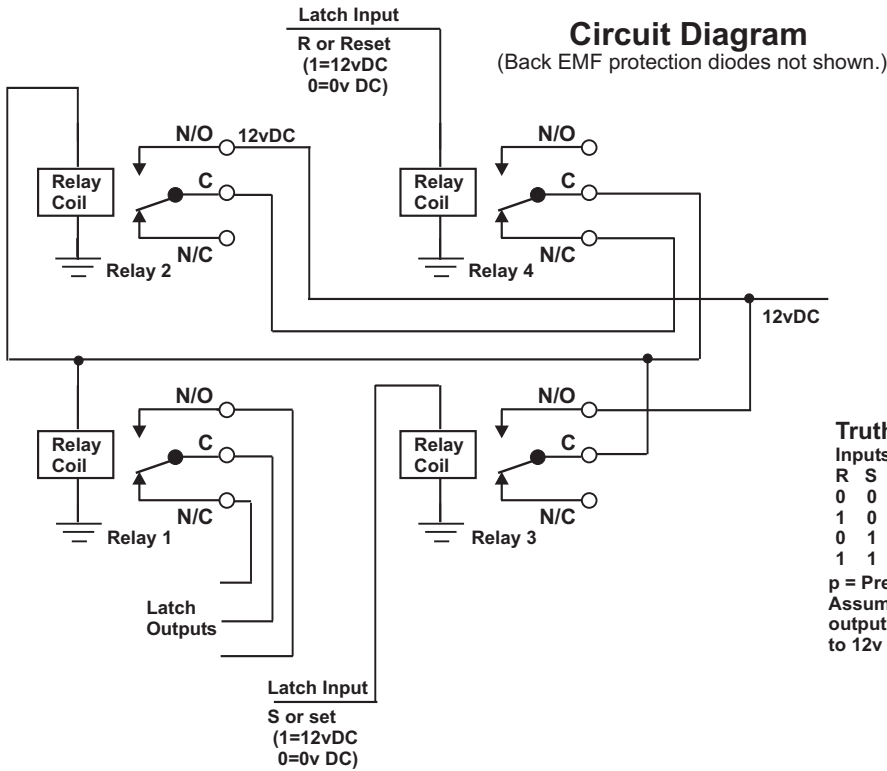 Circuit Diagram
(Back EMF protection diodes not shown.)
Latch Input
R or Reset
(1=12vDC
0=0v DC)
N/O 12vDC
Relay
Coil
C
N/C
Relay 2
N/O
Relay
Coil
C
N/C
Relay 4
12vDC
N/O
Relay
Coil
C
N/C
Relay 1
Latch
Outputs
N/O
Relay
Coil
C
N/C
Relay 3
Latch Input
S or set
(1=12vDC
0=0v DC)
Inputs
R S
0 0
1 0
0 1
1 1
p =
output
to 12v